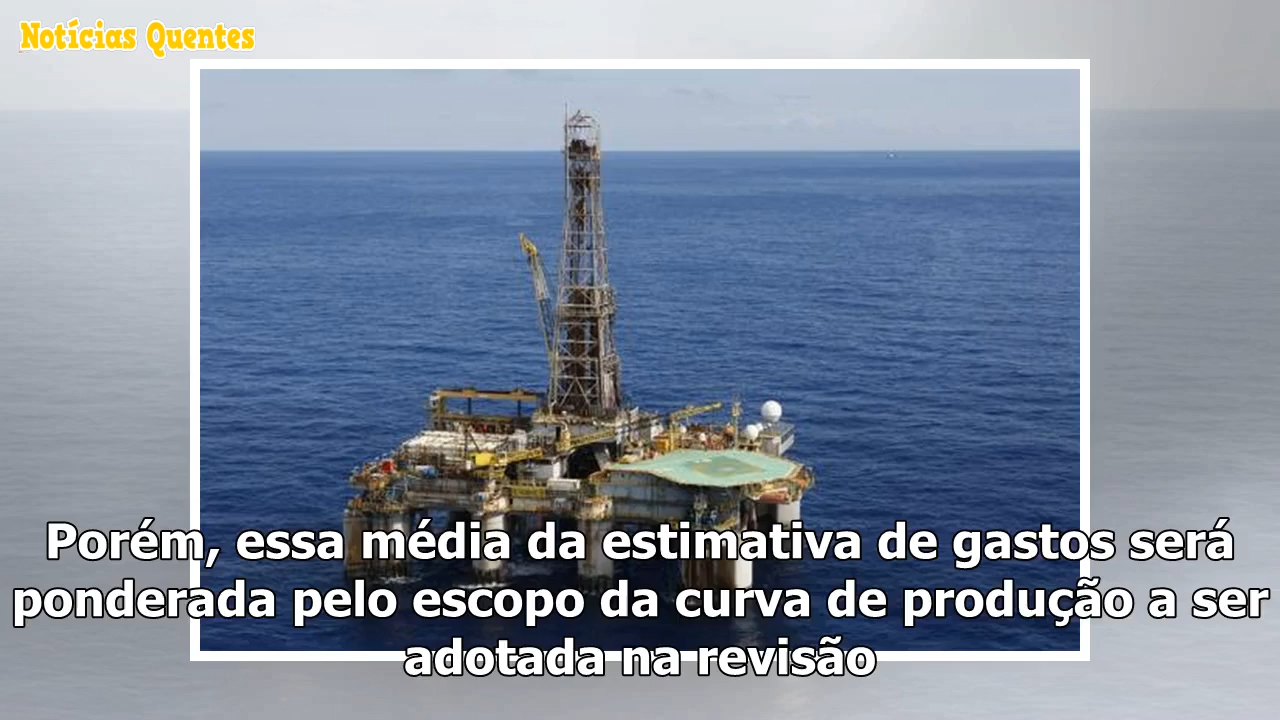 Notícias Quentes
Porém, essa média da estimativa de gastos será
ponderada pelo escopo da curva de produção a ser
adotada na revisão